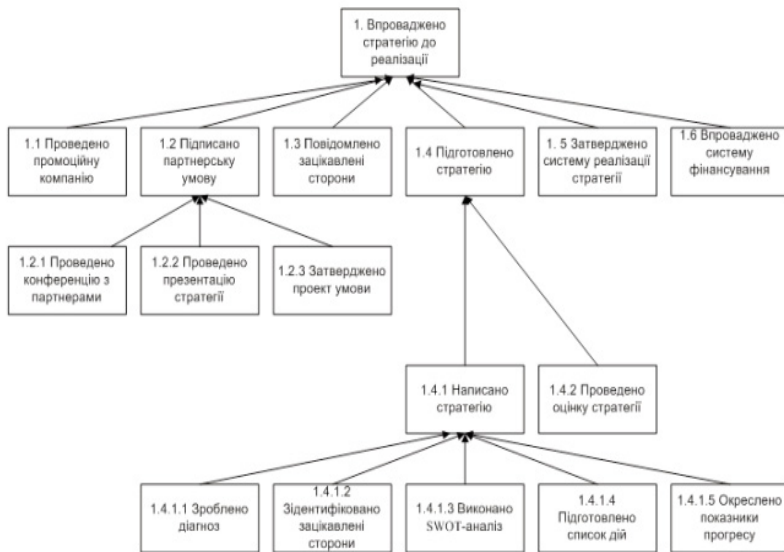 1. Впроваджено
стратегію до
реалізації
1.1 Проведено
промоційну
компанію
1.2 Підписано
партнерську
умову
1.3 Повідомлено
зацікавлені
сторони
1.4 Підготовлено
стратегію
1. 5 Затверджено
систему реалізації
стратегії
1.6 Впроваджено
систему
фінансування
1.2.1 Проведено
конференцію з
партнерами
1.2.2 Проведено
презентацію
стратегії
1.2.3 Затверджено
проект умови
1.4.1 Написано
стратегію
1.4.2 Проведено
оцінку стратегії
1.4.1.1 Зроблено
діагноз
1.4.1.2
Зідентифіковано
зацікавлені
сторони
1.4.1.3 Виконано
SWOT-аналіз
1.4.1.4
Підготовлено
список дій
1.4.1.5 Окреслено
показники
прогресу